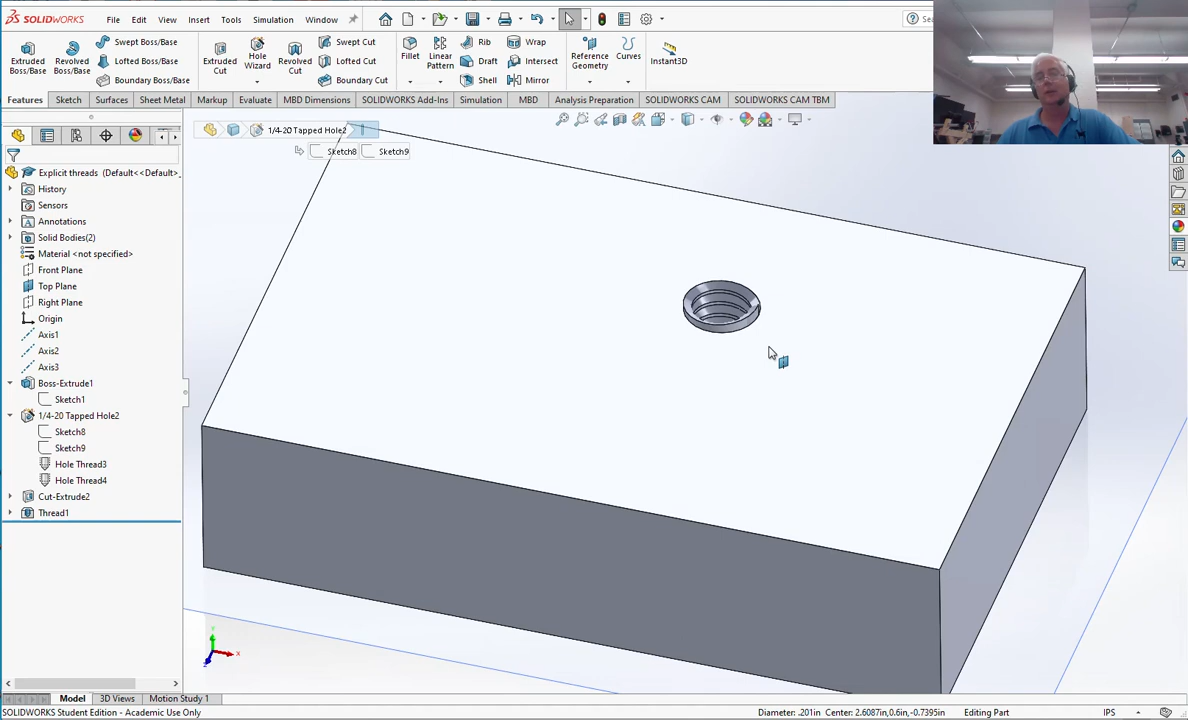 SOLIDWORKS File Edit View Insert Tools Simulation Window
Extruded Boss/Base
Revolved Boss/Base
Swept Boss/Base
Lofted Boss/Base
Boundary Boss/Base
Extruded Cut
Hole Wizard
Revolved Cut
Swept Cut
Lofted Cut
Boundary Cut
Fillet
Linear Pattern
Rib
Draft
Shell
Wrap
Intersect
Mirror
Reference Geometry
Curves
Instant3D
Features Sketch Surfaces Sheet Metal Markup Evaluate MBD Dimensions SOLIDWORKS Add-Ins Simulation MBD Analysis Preparation SOLIDWORKS CAM SOLIDWORKS CAM TBM
1/4-20 Tapped Hole2
Sketch8 Sketch9
Explicit threads (Default<<Default>_
History
Sensors
Annotations
Solid Bodies(2)
Material <not specified>
Front Plane
Top Plane
Right Plane
Origin
Axis1
Axis2
Axis3
Boss-Extrude1
Sketch1
1/4-20 Tapped Hole2
Sketch8
Sketch9
Hole Thread3
Hole Thread4
Cut-Extrude2
Thread1
Y
X
Z
Model 3D Views Motion Study 1
SOLIDWORKS Student Edition - Academic Use Only Diameter: .201in Center: 2.6087in,0.6in,-0.7395in Editing Part IPS